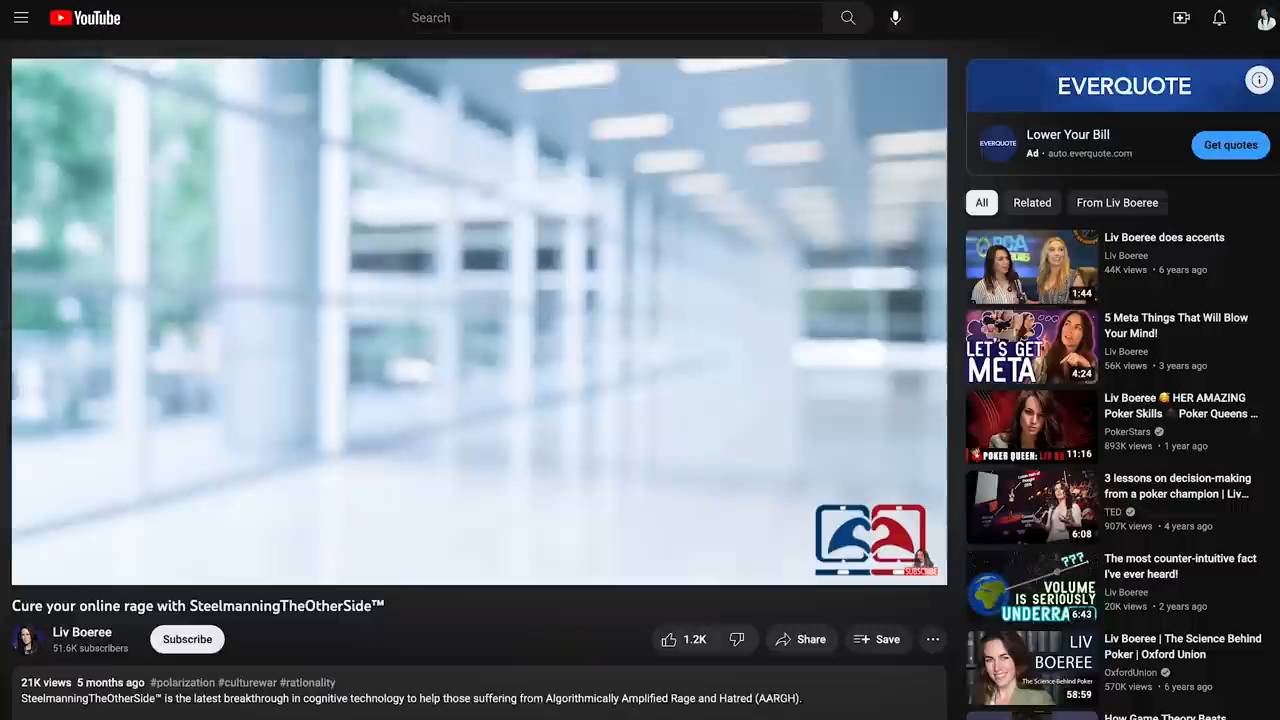 YouTube
Search
SUBSCRIBE
Cure your online rage with SteelmanningTheOtherSide™
Liv Boeree
51.6K subscribers
Subscribe
1.2K
Share
Save
21K views 5 months ago #polarization #culturewar #rationality
SteelmanningTheOtherSide™ is the latest breakthrough in cognitive technology to help those suffering from Algorithmically Amplified Rage and Hatred (AARGH).
EVERQUOTE
EVERQUOTE
Lower Your Bill
Ad · auto.everquote.com
Get quotes
All
Related
From Liv Boeree
1:44
Liv Boeree does accents
Liv Boeree
44K views · 6 years ago
LET'S GET
META
4:24
5 Meta Things That Will Blow
Your Mind!
Liv Boeree
56K views · 3 years ago
POKER QUEEN: LIV
11:16
Liv Boeree 🥰 HER AMAZING
Poker Skills ♠ Poker Queens ...
PokerStars
893K views · 1 year ago
6:08
3 lessons on decision-making
from a poker champion | Liv...
TED
907K views · 4 years ago
???
VOLUME
IS SERIOUSLY
UNDERRA
6:43
The most counter-intuitive fact
I've ever heard!
Liv Boeree
20K views · 2 years ago
LIV
BOEREE
The Science Behind Poker
58:59
Liv Boeree | The Science Behind
Poker | Oxford Union
OxfordUnion
570K views · 6 years ago
How Game Theory Beats